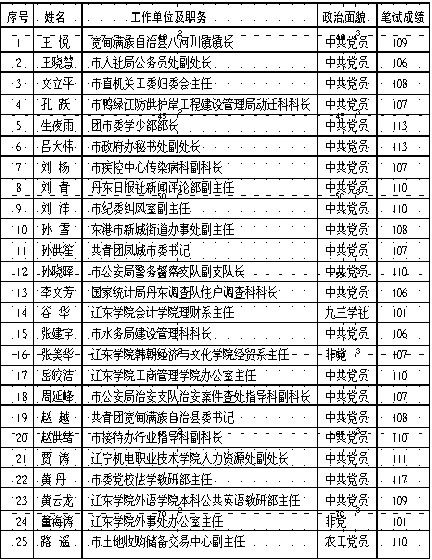 序号 姓名 工作单位及职务 政治面貌 笔试成绩
1 王悦 宽甸满族自治县八河川镇镇长 中共党员 109
2 王晓慧 市人社局公务员处副处长 中共党员 106
3 文立平 市直机关工委妇委会主任 中共党员 108
4 孔跃 市鸭绿江防洪护岸工程建设管理局动迁科科长 中共党员 107
5 生夜雨 团市委学少部部长 中共党员 113
6 吕大伟 市政府办秘书处副处长 中共党员 113
7 刘杨 市疾控中心传染病科副科长 中共党员 107
8 刘青 丹东日报社新闻评论部副主任 中共党员 110
9 刘洋 市纪委纠风室副主任 中共党员 110
10 孙雪 东港市新城街道办事处副主任 中共党员 108
11 孙世笙 共青团凤城市委书记 中共党员 107
12 孙晓晖 市公安局警务督察支队副支队长 中共党员 110
13 李文芳 国家统计局丹东调查队住户调查科科长 中共党员 106
14 谷华 辽东学院会计学院理财系主任 九三学社 101
15 张建宇 市水务局建设管理科科长 中共党员 106
16 张美华 辽东学院韩朝经济与文化学院经贸系主任 非党 107
17 岳皎洁 辽东学院工商管理学院办公室主任 中共党员 110
18 周延峰 市公安局治安支队治安案件查处指导科副科长 中共党员 107
19 赵越 共青团宽甸满族自治县委书记 中共党员 108
20 赵世皓 市接待办行业指导科副科长 中共党员 110
21 贾涛 辽宁机电职业技术学院人力资源处副处长 中共党员 111
22 黄丹 市委党校法学教研部主任 中共党员 117
23 黄云龙 辽东学院外语学院本科公共英语教研部主任 中共党员 109
24 董海涛 辽东学院外事处办公室主任 非党 101
25 路遥 市土地收购储备交易中心副主任 农工党员 110